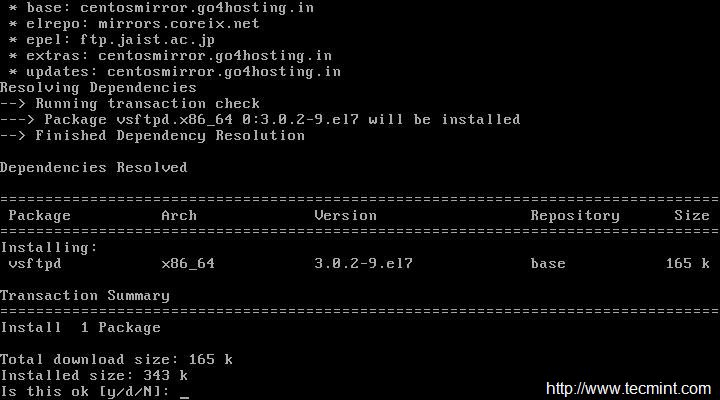 * base: centosmirror.go4hosting.in
 * elrepo: mirrors.coreix.net
 * epel: ftp.jaist.ac.jp
 * extras: centosmirror.go4hosting.in
 * updates: centosmirror.go4hosting.in
Resolving Dependencies
--> Running transaction check
---> Package vsftpd.x86_64 0:3.0.2-9.el7 will be installed
--> Finished Dependency Resolution

Dependencies Resolved

================================================================================
 Package          Arch             Version                 Repository      Size
================================================================================
Installing:
 vsftpd           x86_64           3.0.2-9.el7             base           165 k

Transaction Summary
================================================================================
Install  1 Package

Total download size: 165 k
Installed size: 343 k
Is this ok [y/d/N]: _
http://www.tecmint.com